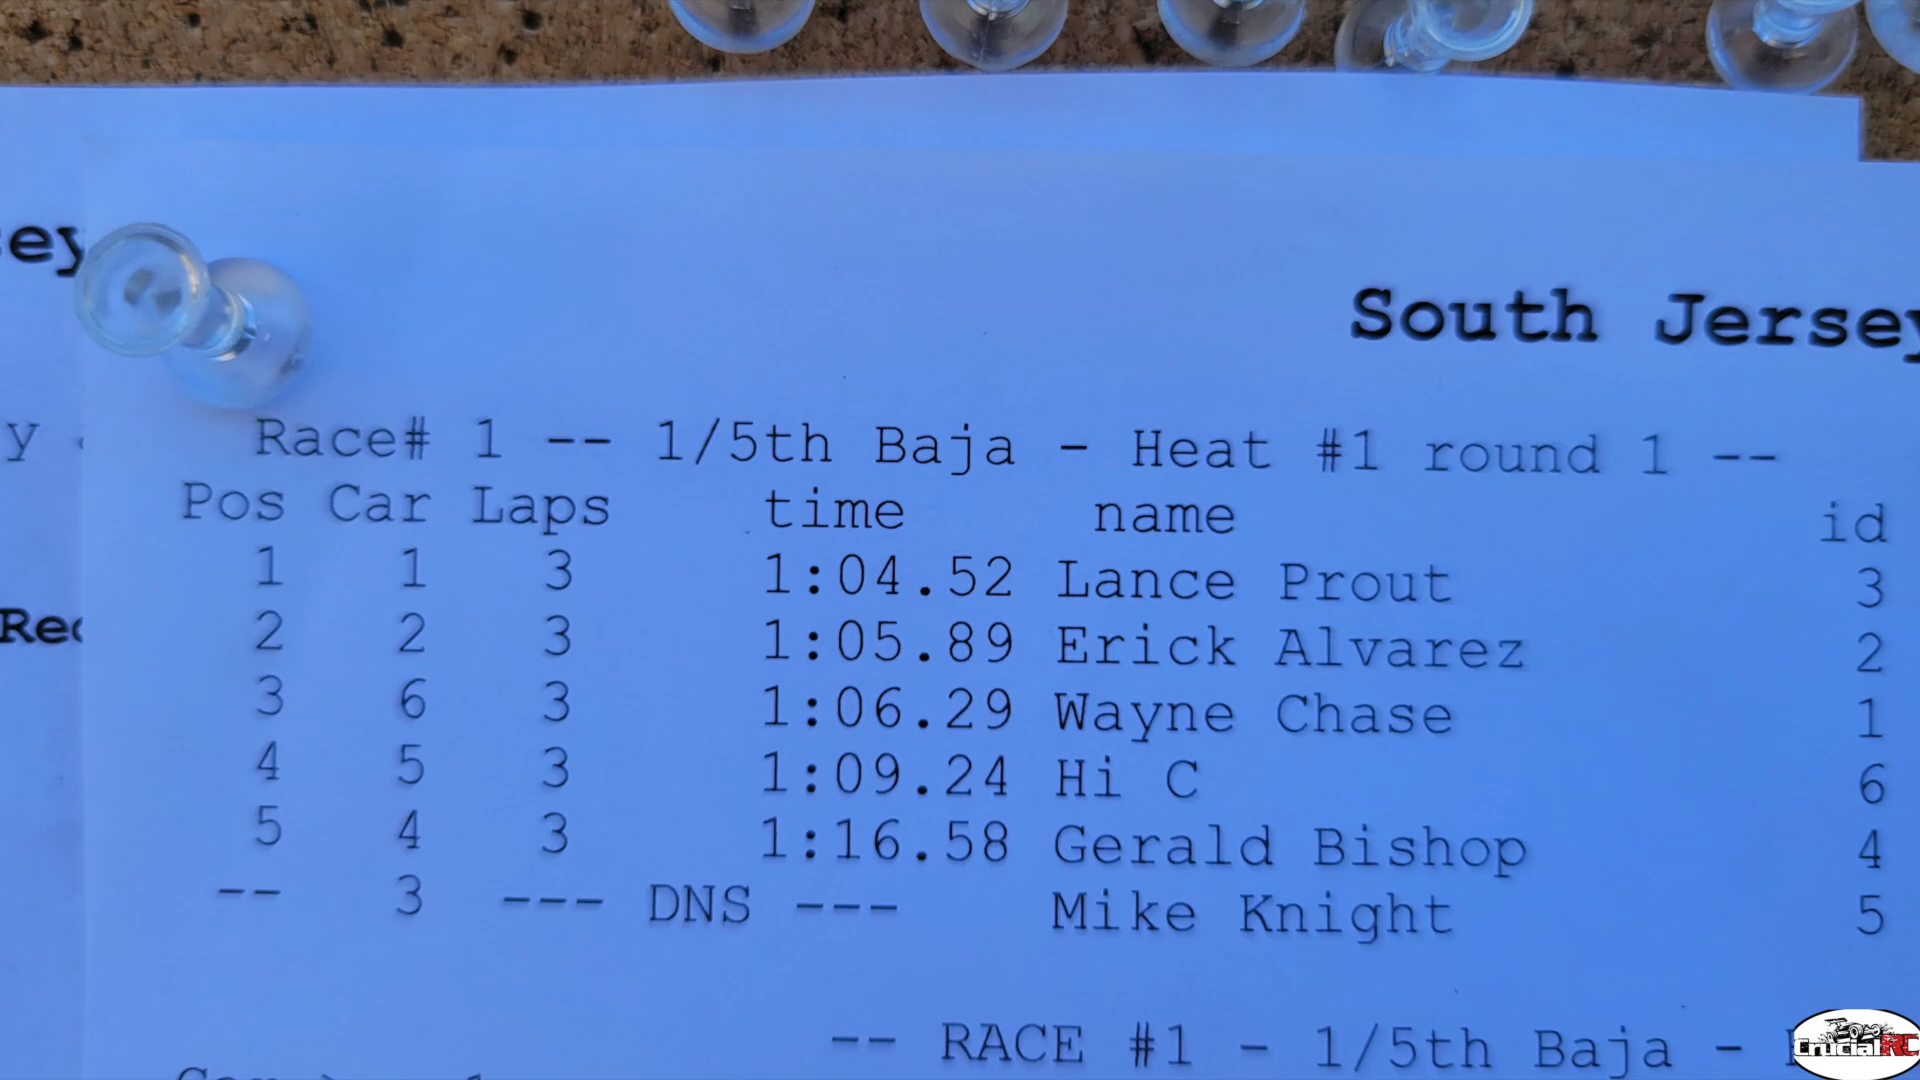 South Jersey
Race# 1 -- 1/5th Baja - Heat #1 round 1 --
Pos Car Laps time name id
1 1 3 1:04.52 Lance Prout 3
2 2 3 1:05.89 Erick Alvarez 2
3 6 3 1:06.29 Wayne Chase 1
4 5 3 1:09.24 Hi C 6
5 4 3 1:16.58 Gerald Bishop 4
-- 3 --- DNS --- Mike Knight 5
-- RACE #1 - 1/5th Baja -
CrucialRC